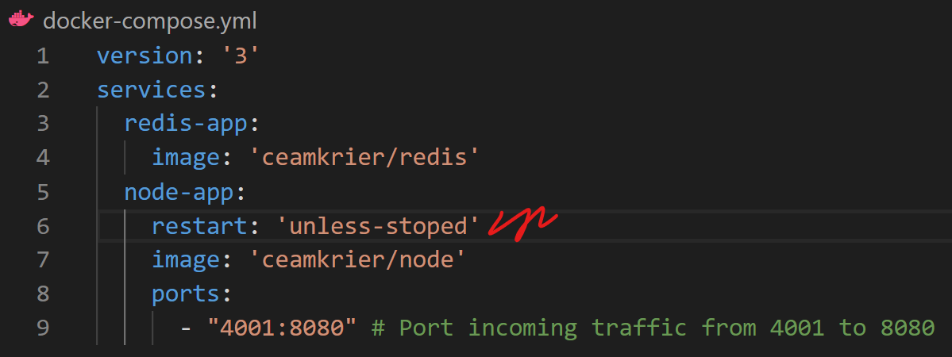 docker-compose.yml
1 version: '3'
2 services:
3 redis-app:
4 image: 'ceamkrier/redis'
5 node-app:
6 restart: 'unless-stoped'
7 image: 'ceamkrier/node'
8 ports:
9 - "4001:8080" # Port incoming traffic from 4001 to 8080